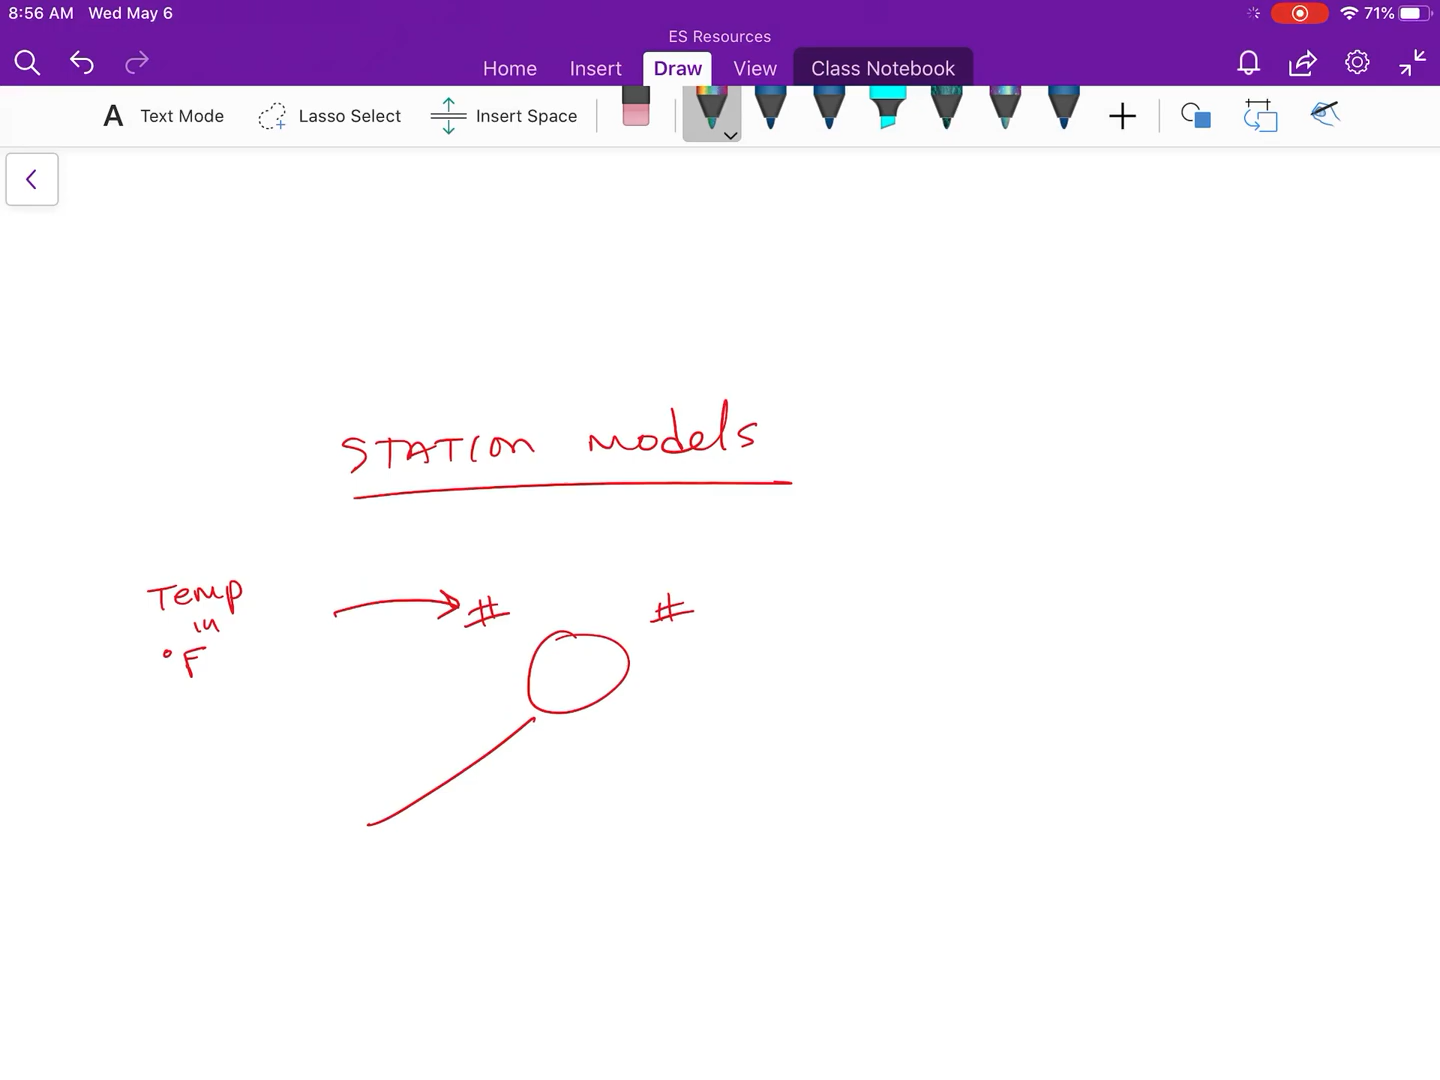 8:56 AM Wed May 6
71%
ES Resources
Home Insert Draw View Class Notebook
A Text Mode Lasso Select Insert Space
STATION models
Temp
in
°F
# #